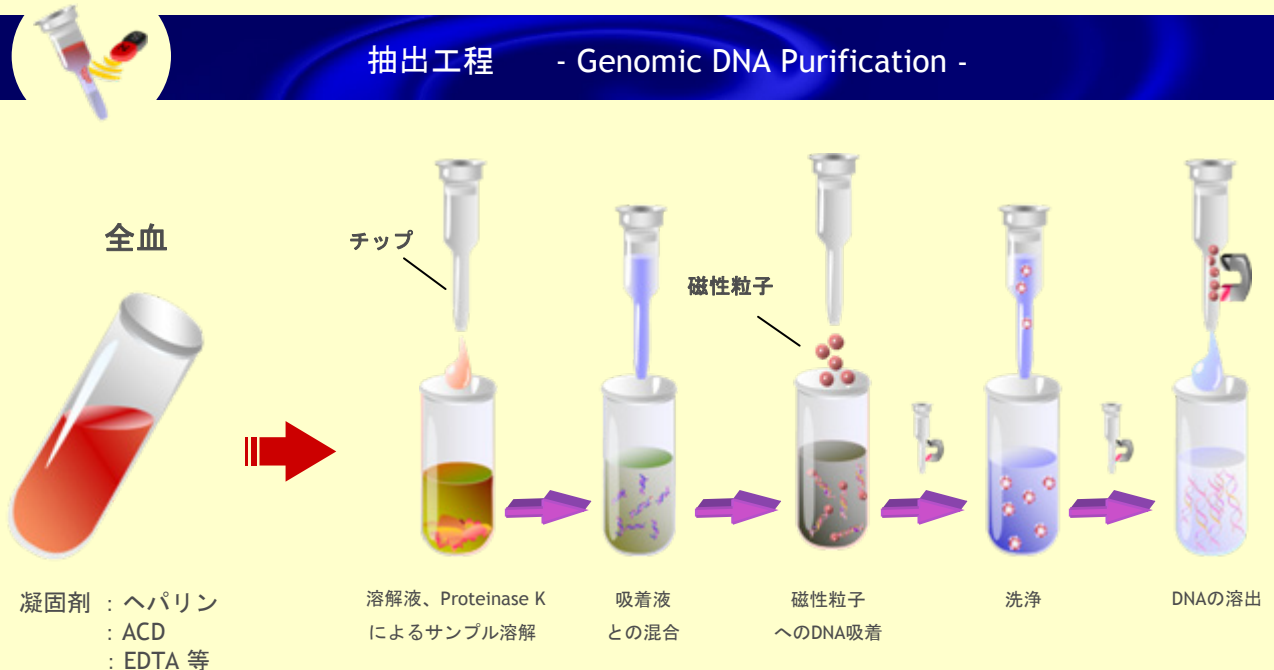 抽出工程 - Genomic DNA Purification -
全血
チップ
磁性粒子
凝固剤 : ヘパリン
: ACD
: EDTA 等
溶解液、Proteinase K
によるサンプル溶解
吸着液
との混合
磁性粒子
へのDNA吸着
洗浄
DNAの溶出